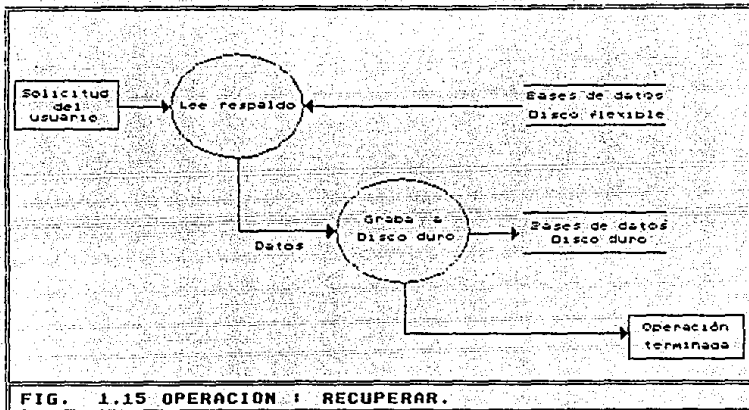 Solicitud
del
usuario
Lee respaldo
Bases de datos
Disco flexible
Datos
Graba a
Disco duro
Bases de datos
Disco duro
Operación
terminada
FIG. 1.15 OPERACION : RECUPERAR.